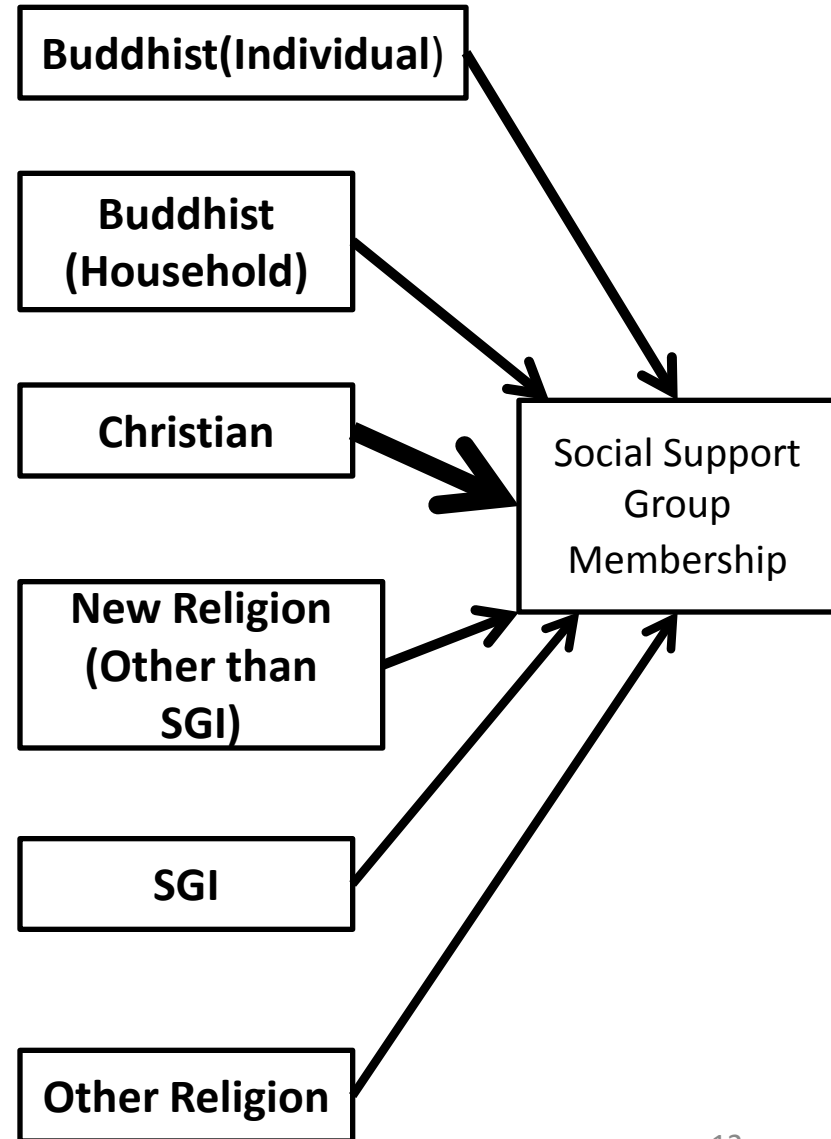 Buddhist(Individual)
Buddhist
(Household)
Christian
Social Support
Group
Membership
New Religion
(Other than
SGI)
SGI
Other Religion